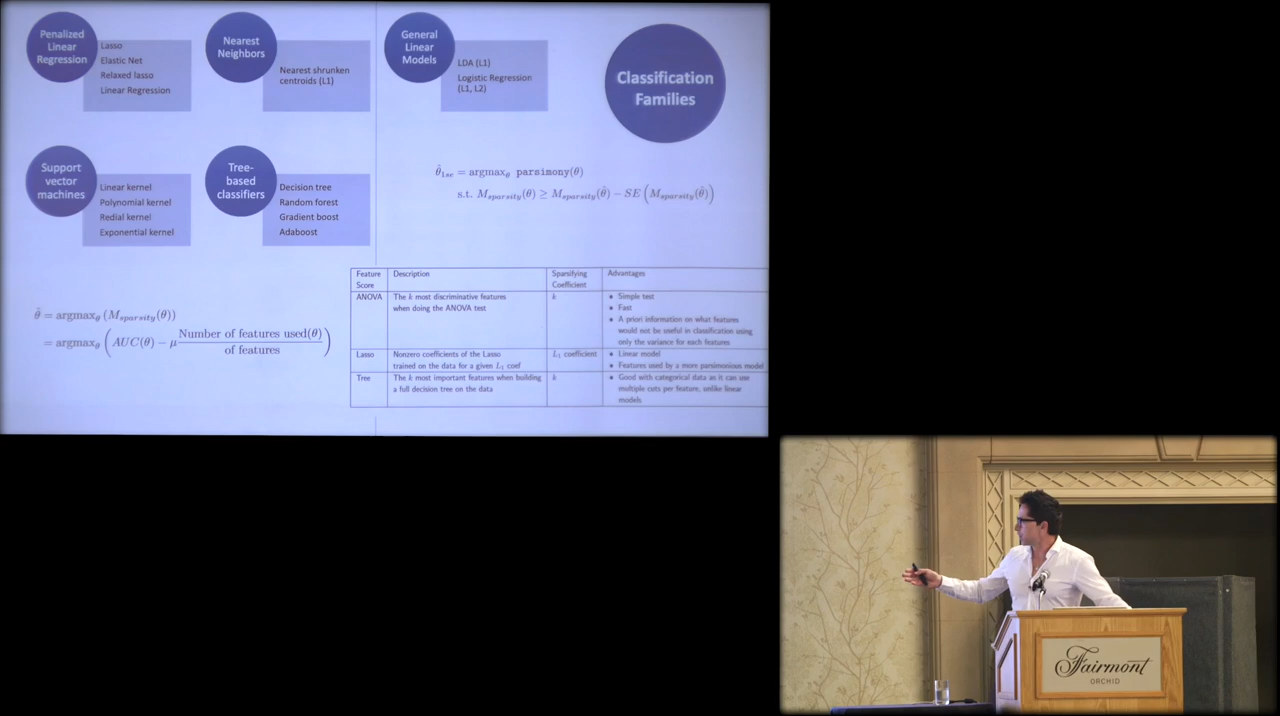 Penalized
Linear
Regression
Lasso
Elastic Net
Relaxed lasso
Linear Regression
Nearest
Neighbors
Nearest shrunken
centroids (L1)
General
Linear
Models
LDA (L1)
Logistic Regression
(L1, L2)
Classification
Families
Support
vector
machines
Linear kernel
Polynomial kernel
Redial kernel
Exponential kernel
Tree-
based
classifiers
Decision tree
Random forest
Gradient boost
Adaboost
θ̂₁ₛₑ = argmax_θ parsimony(θ)
s.t. M_sparsity(θ) ≥ M_sparsity(θ̂) − SE (M_sparsity(θ̂))
θ̂ = argmax_θ (M_sparsity(θ))
= argmax_θ (AUC(θ) − μ Number of features used(θ) / of features)
Feature Score Description Sparsifying Coefficient Advantages
ANOVA The k most discriminative features k • Simple test
when doing the ANOVA test • Fast
• A priori information on what features
would not be useful in classification using
only the variance for each features
Lasso Nonzero coefficients of the Lasso L₁ coefficient • Linear model
trained on the data for a given L₁ coef • Features used by a more parsimonious model
Tree The k most important features when building k • Good with categorical data as it can use
a full decision tree on the data multiple cuts per feature, unlike linear
models
Fairmont
ORCHID